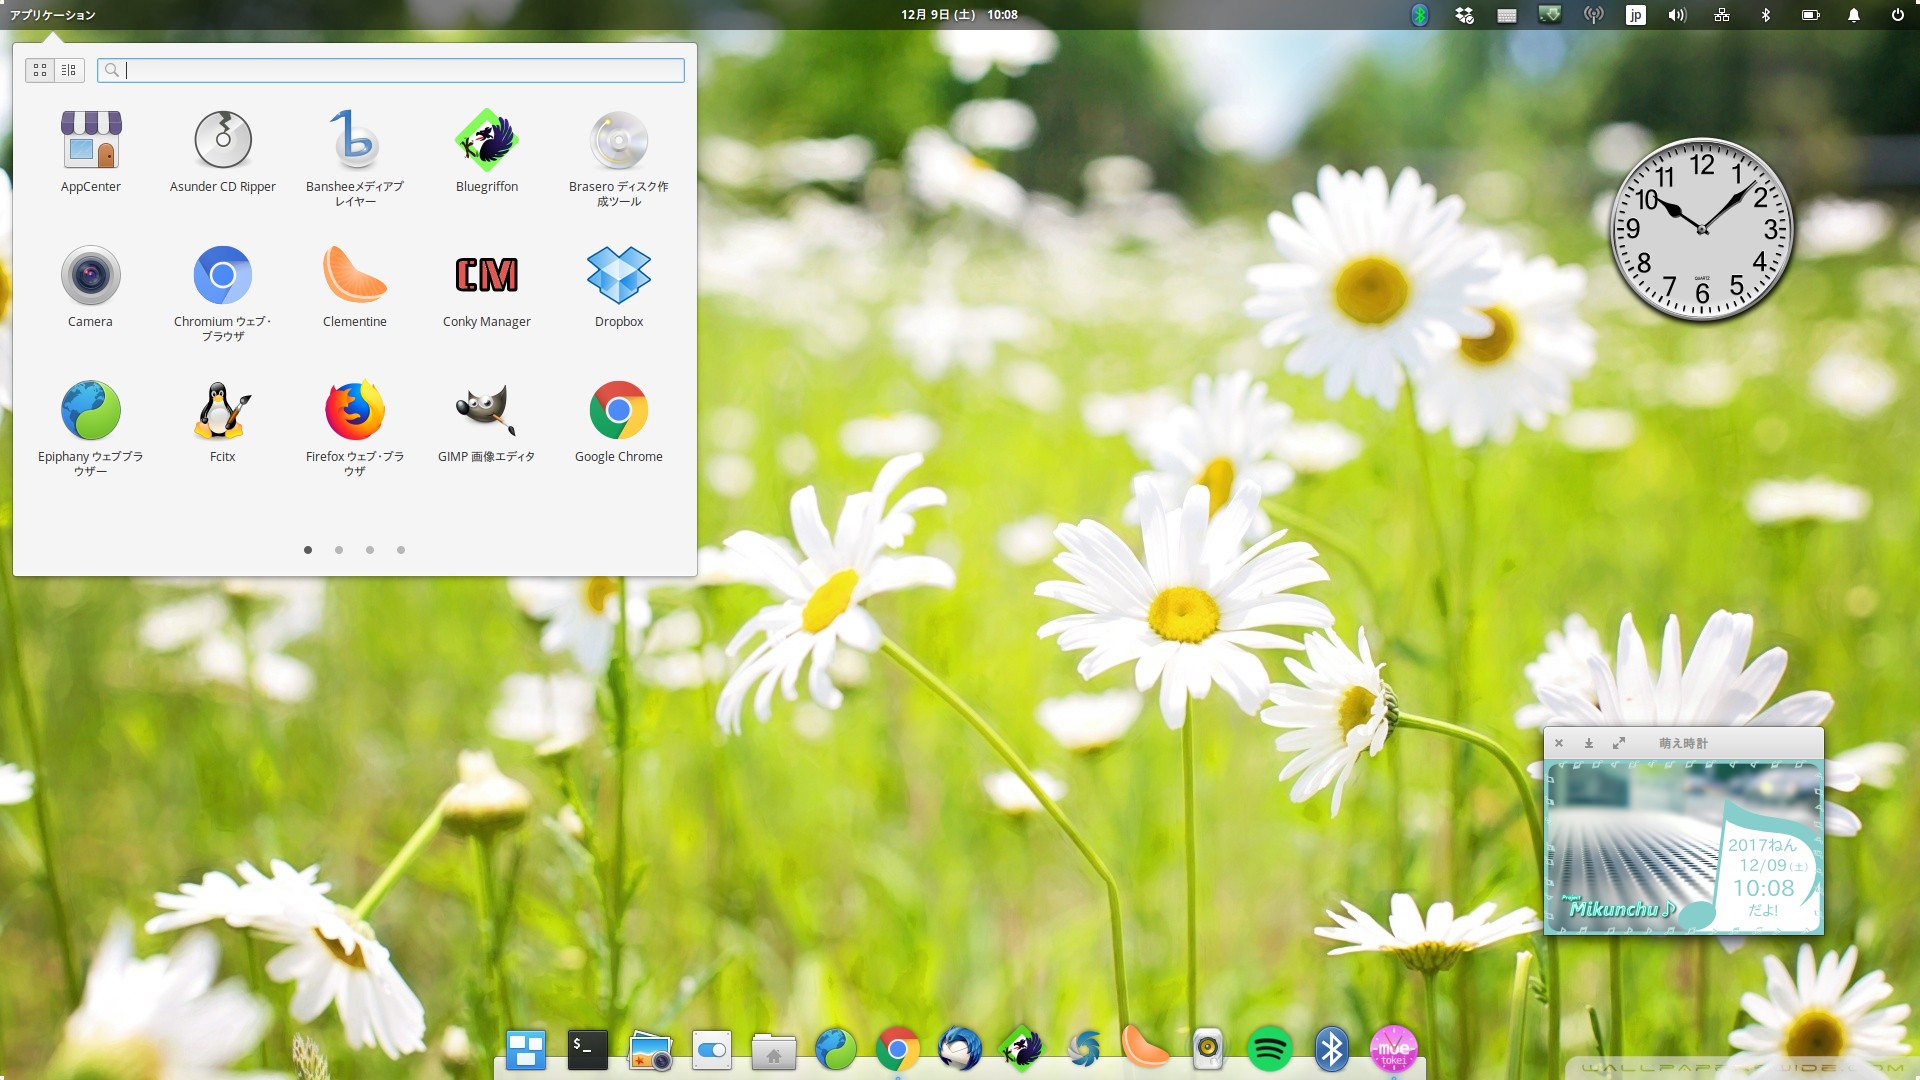 アプリケーション
12月 9日 (土) 10:08
jp
AppCenter
Asunder CD Ripper
Bansheeメディアプ
レイヤー
Bluegriffon
Brasero ディスク作
成ツール
Camera
Chromium ウェブ・
ブラウザ
Clementine
CM
Conky Manager
Dropbox
Epiphany ウェブブラ
ウザー
Fcitx
Firefox ウェブ・ブラ
ウザ
GIMP 画像エディタ
Google Chrome
12
1
2
3
4
5
6
7
8
9
10
11
QUARTZ
萌え時計
2017ねん
12/09(土)
10:08
だよ!
Project
Mikunchu♪
$ _
moe
tokei
WALLPAPERSGUIDE.COM